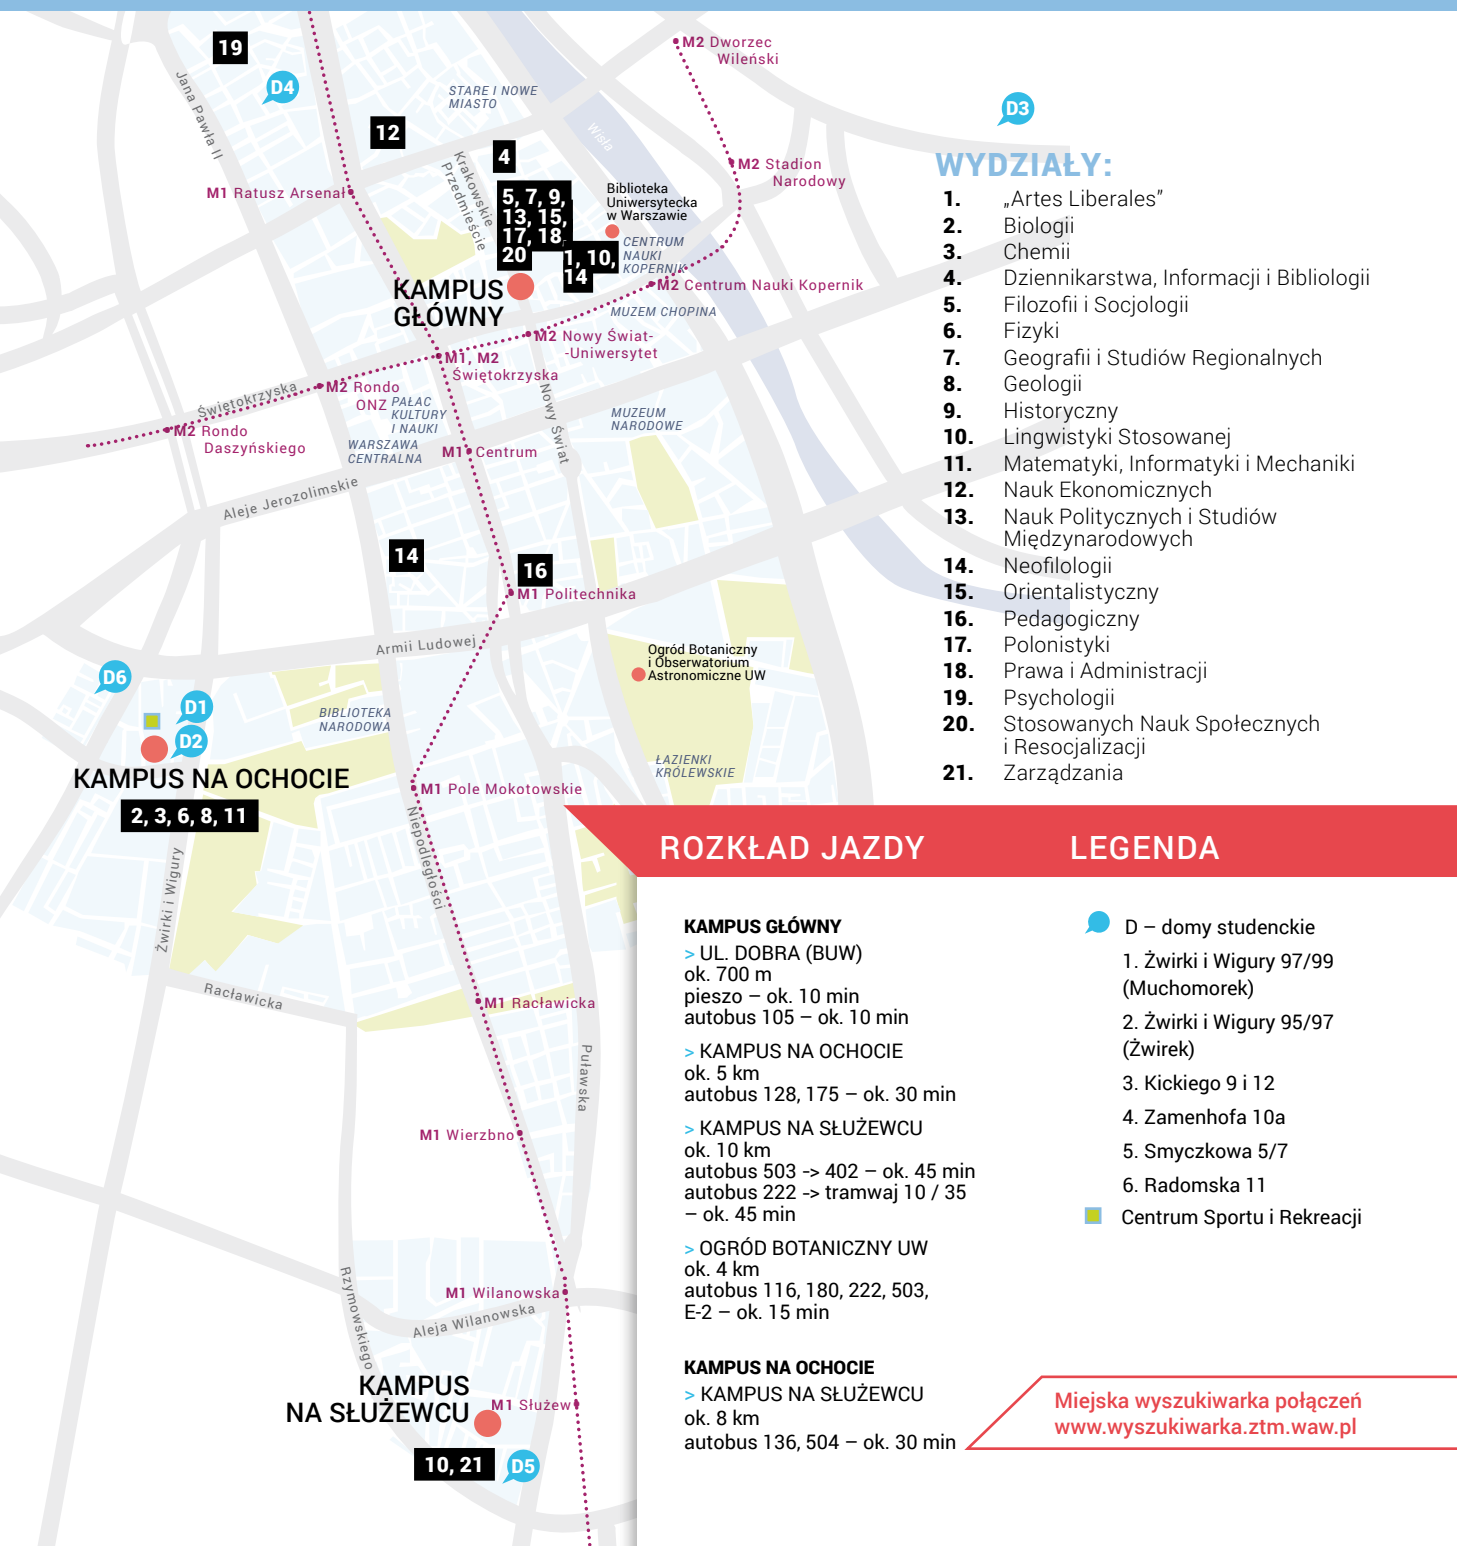 19
D4
Jana Pawła II
STARE I NOWE
MIASTO
12
4
Krakowskie
Przedmieście
Wisła
M2 Dworzec
Wileński
M2 Stadion
Narodowy
M1 Ratusz Arsenał
5, 7, 9,
13, 15,
17, 18,
20
Biblioteka
Uniwersytecka
w Warszawie
1, 10,
14
CENTRUM
NAUKI
KOPERNIK
KAMPUS
GŁÓWNY
M2 Centrum Nauki Kopernik
MUZEM CHOPINA
M2 Nowy Świat-
-Uniwersytet
M1, M2
Świętokrzyska
Świętokrzyska
M2 Rondo
ONZ
PAŁAC
KULTURY
I NAUKI
Nowy Świat
MUZEUM
NARODOWE
M2 Rondo
Daszyńskiego
WARSZAWA
CENTRALNA
M1 Centrum
Aleje Jerozolimskie
14
16
M1 Politechnika
Armii Ludowej
Ogród Botaniczny
i Obserwatorium
Astronomiczne UW
D6
D1
D2
BIBLIOTEKA
NARODOWA
ŁAZIENKI
KRÓLEWSKIE
KAMPUS NA OCHOCIE
2, 3, 6, 8, 11
M1 Pole Mokotowskie
Niepodległości
Żwirki i Wigury
Racławicka
M1 Racławicka
Puławska
M1 Wierzbno
Rzymowskiego
M1 Wilanowska
Aleja Wilanowska
KAMPUS
NA SŁUŻEWCU
M1 Służew
10, 21
D5
D3
WYDZIAŁY:
1. „Artes Liberales”
2. Biologii
3. Chemii
4. Dziennikarstwa, Informacji i Bibliologii
5. Filozofii i Socjologii
6. Fizyki
7. Geografii i Studiów Regionalnych
8. Geologii
9. Historyczny
10. Lingwistyki Stosowanej
11. Matematyki, Informatyki i Mechaniki
12. Nauk Ekonomicznych
13. Nauk Politycznych i Studiów
Międzynarodowych
14. Neofilologii
15. Orientalistyczny
16. Pedagogiczny
17. Polonistyki
18. Prawa i Administracji
19. Psychologii
20. Stosowanych Nauk Społecznych
i Resocjalizacji
21. Zarządzania
ROZKŁAD JAZDY
KAMPUS GŁÓWNY
> UL. DOBRA (BUW)
ok. 700 m
pieszo – ok. 10 min
autobus 105 – ok. 10 min
> KAMPUS NA OCHOCIE
ok. 5 km
autobus 128, 175 – ok. 30 min
> KAMPUS NA SŁUŻEWCU
ok. 10 km
autobus 503 -> 402 – ok. 45 min
autobus 222 -> tramwaj 10 / 35
– ok. 45 min
> OGRÓD BOTANICZNY UW
ok. 4 km
autobus 116, 180, 222, 503,
E-2 – ok. 15 min
KAMPUS NA OCHOCIE
> KAMPUS NA SŁUŻEWCU
ok. 8 km
autobus 136, 504 – ok. 30 min
LEGENDA
D – domy studenckie
1. Żwirki i Wigury 97/99
(Muchomorek)
2. Żwirki i Wigury 95/97
(Żwirek)
3. Kickiego 9 i 12
4. Zamenhofa 10a
5. Smyczkowa 5/7
6. Radomska 11
Centrum Sportu i Rekreacji
Miejska wyszukiwarka połączeń
www.wyszukiwarka.ztm.waw.pl